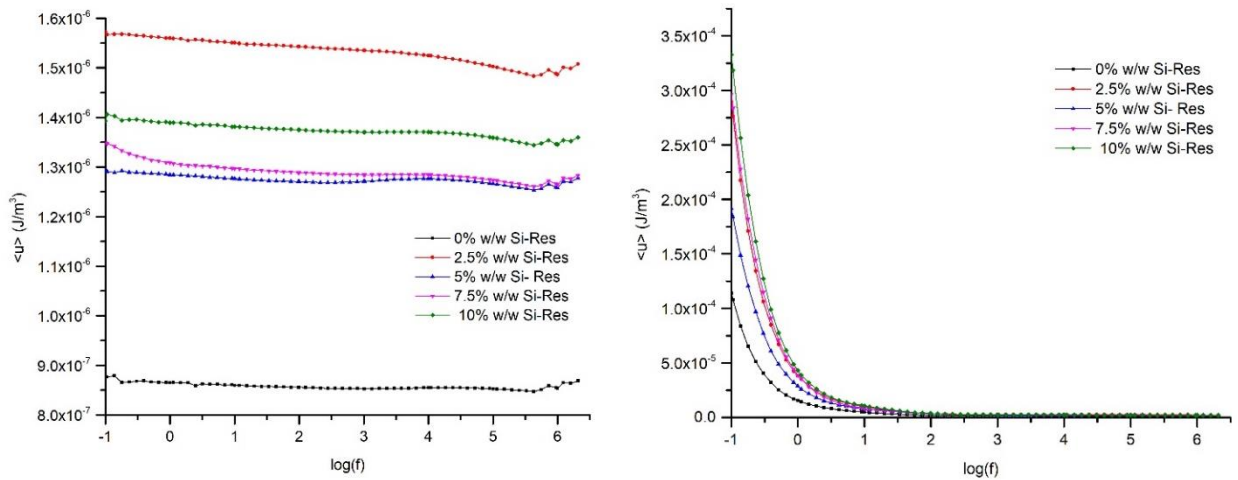 1.6x10-6
1.5x10-6
1.4x10-6
1.3x10-6
1.2x10-6
1.1x10-6
1.0x10-6
9.0x10-7
8.0x10-7
<u> (J/m3)
0% w/w Si-Res
2.5% w/w Si-Res
5% w/w Si- Res
7.5% w/w Si-Res
10% w/w Si-Res
-1 0 1 2 3 4 5 6
log(f)
3.5x10-4
3.0x10-4
2.5x10-4
2.0x10-4
1.5x10-4
1.0x10-4
5.0x10-5
0.0
<u> (J/m3)
0% w/w Si-Res
2.5% w/w Si-Res
5% w/w Si- Res
7.5% w/w Si-Res
10% w/w Si-Res
-1 0 1 2 3 4 5 6
log(f)